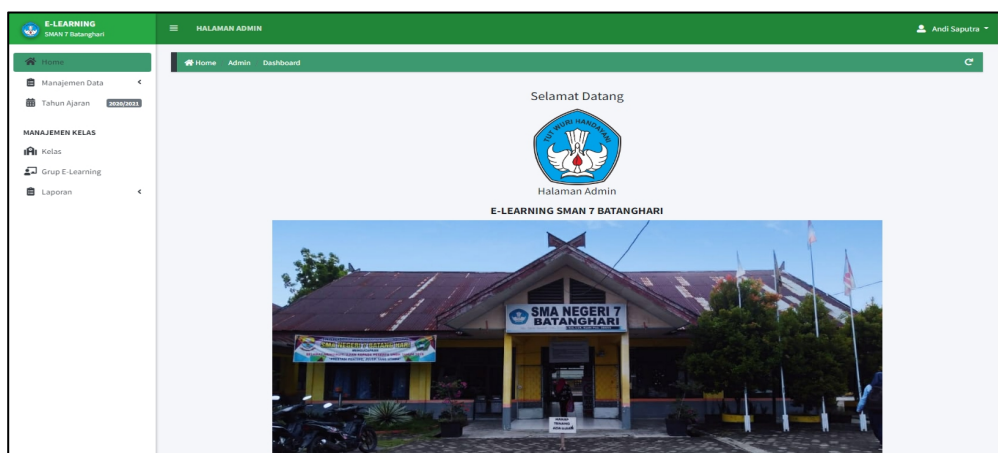 E-LEARNING
SMAN 7 Batanghari
HALAMAN ADMIN
Andi Saputra
Home
Manajemen Data
Tahun Ajaran 2020/2021
MANAJEMEN KELAS
Kelas
Grup E-Learning
Laporan
Home Admin Dashboard
Selamat Datang
TUT WURI HANDAYANI
Halaman Admin
E-LEARNING SMAN 7 BATANGHARI
SMA NEGERI 7
BATANGHARI